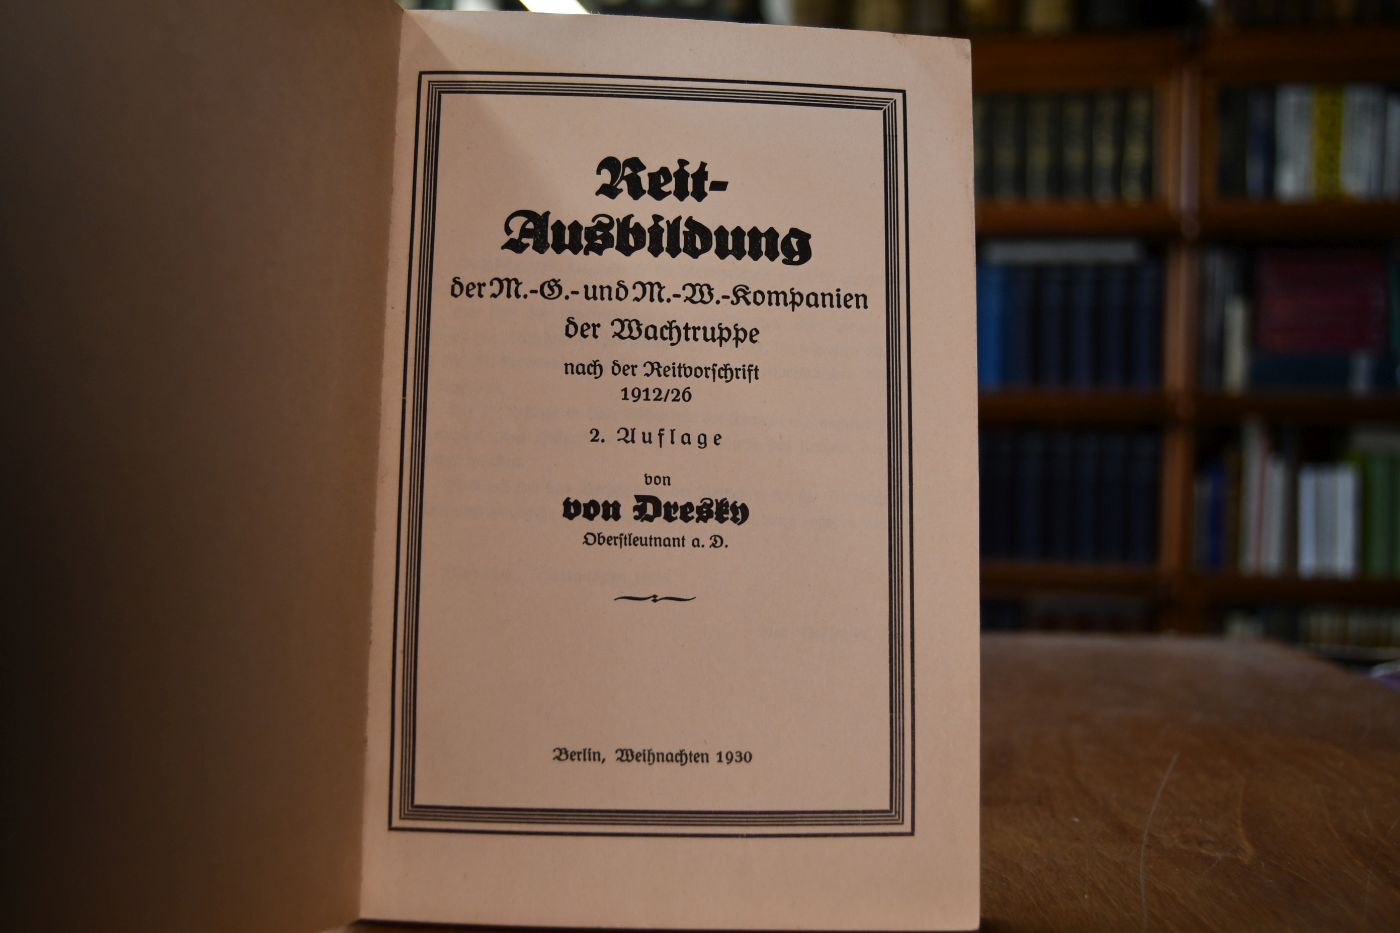 Reit-
Ausbildung
der M.-G.- und M.-W.-Kompanien
der Wachtruppe
nach der Reitvorschrift
1912/26
2. Auflage
von
von Dresky
Oberstleutnant a. D.
Berlin, Weihnachten 1930